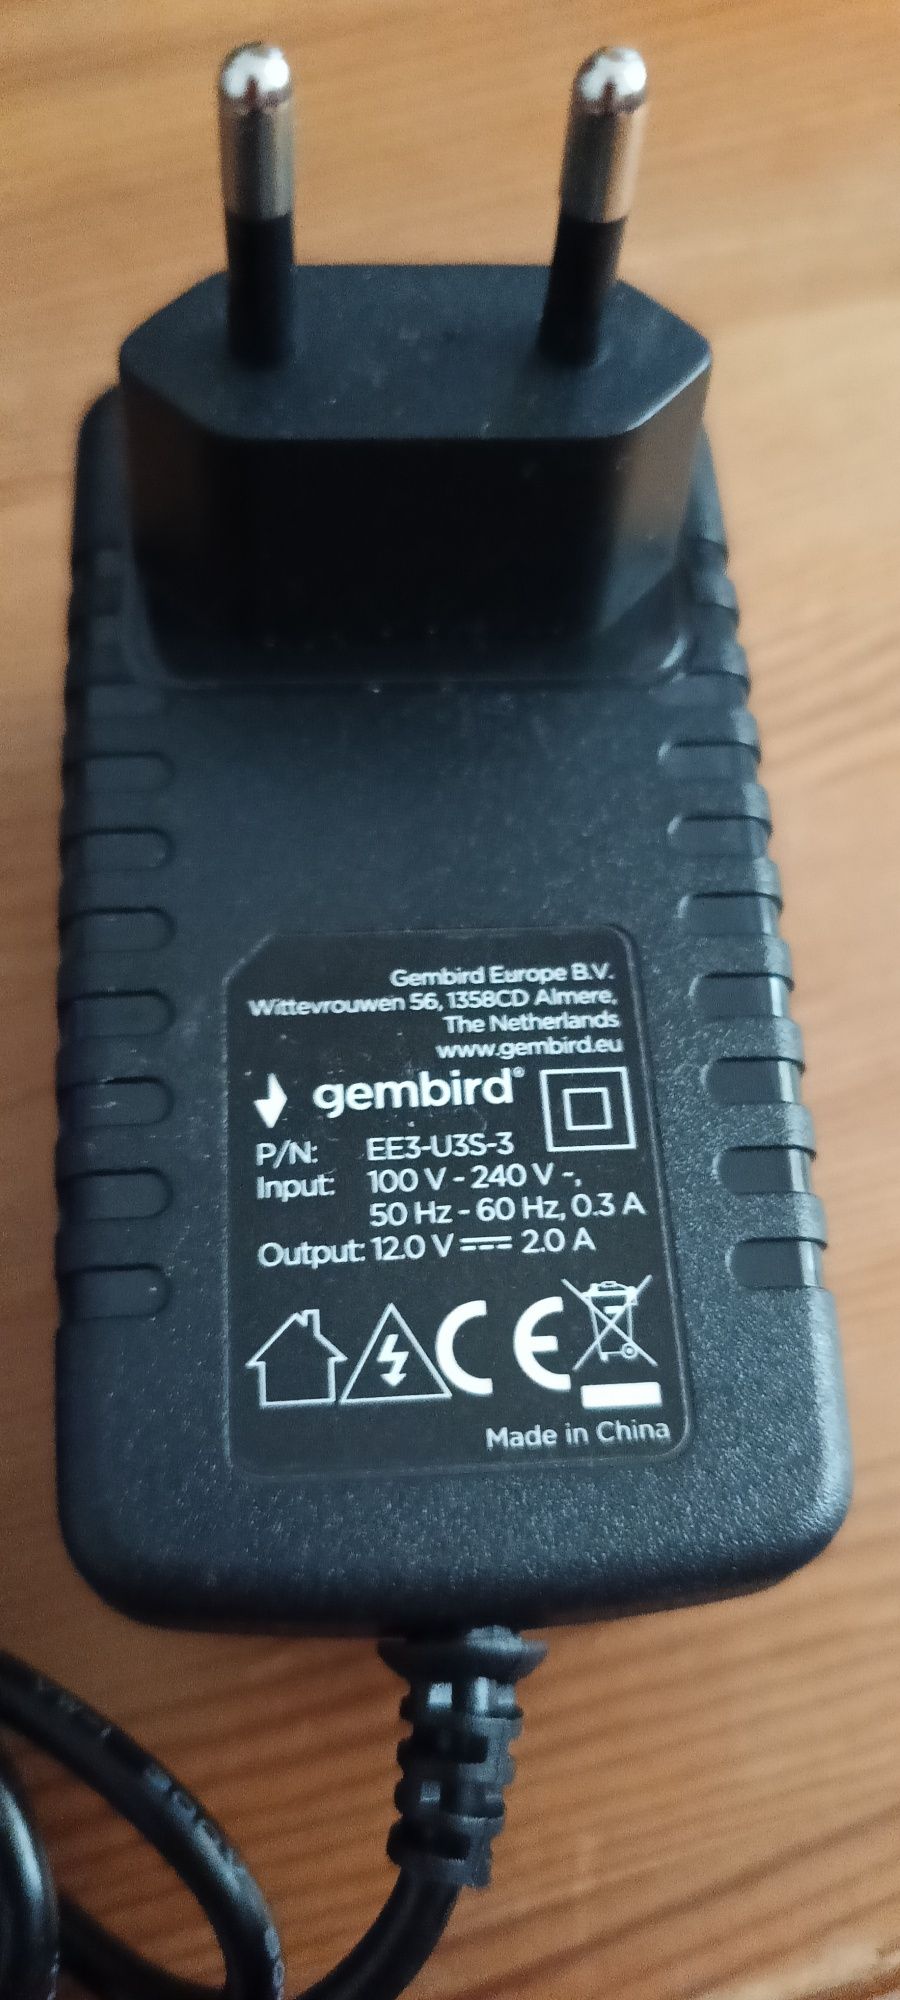 Gembird Europe B.V.
Wittevrouwen 56, 1358CD Almere,
The Netherlands
www.gembird.eu
gembird®
P/N: EE3-U3S-3
Input: 100 V - 240 V ~,
50 Hz - 60 Hz, 0.3 A
Output: 12.0 V ⎓ 2.0 A
CE
Made in China